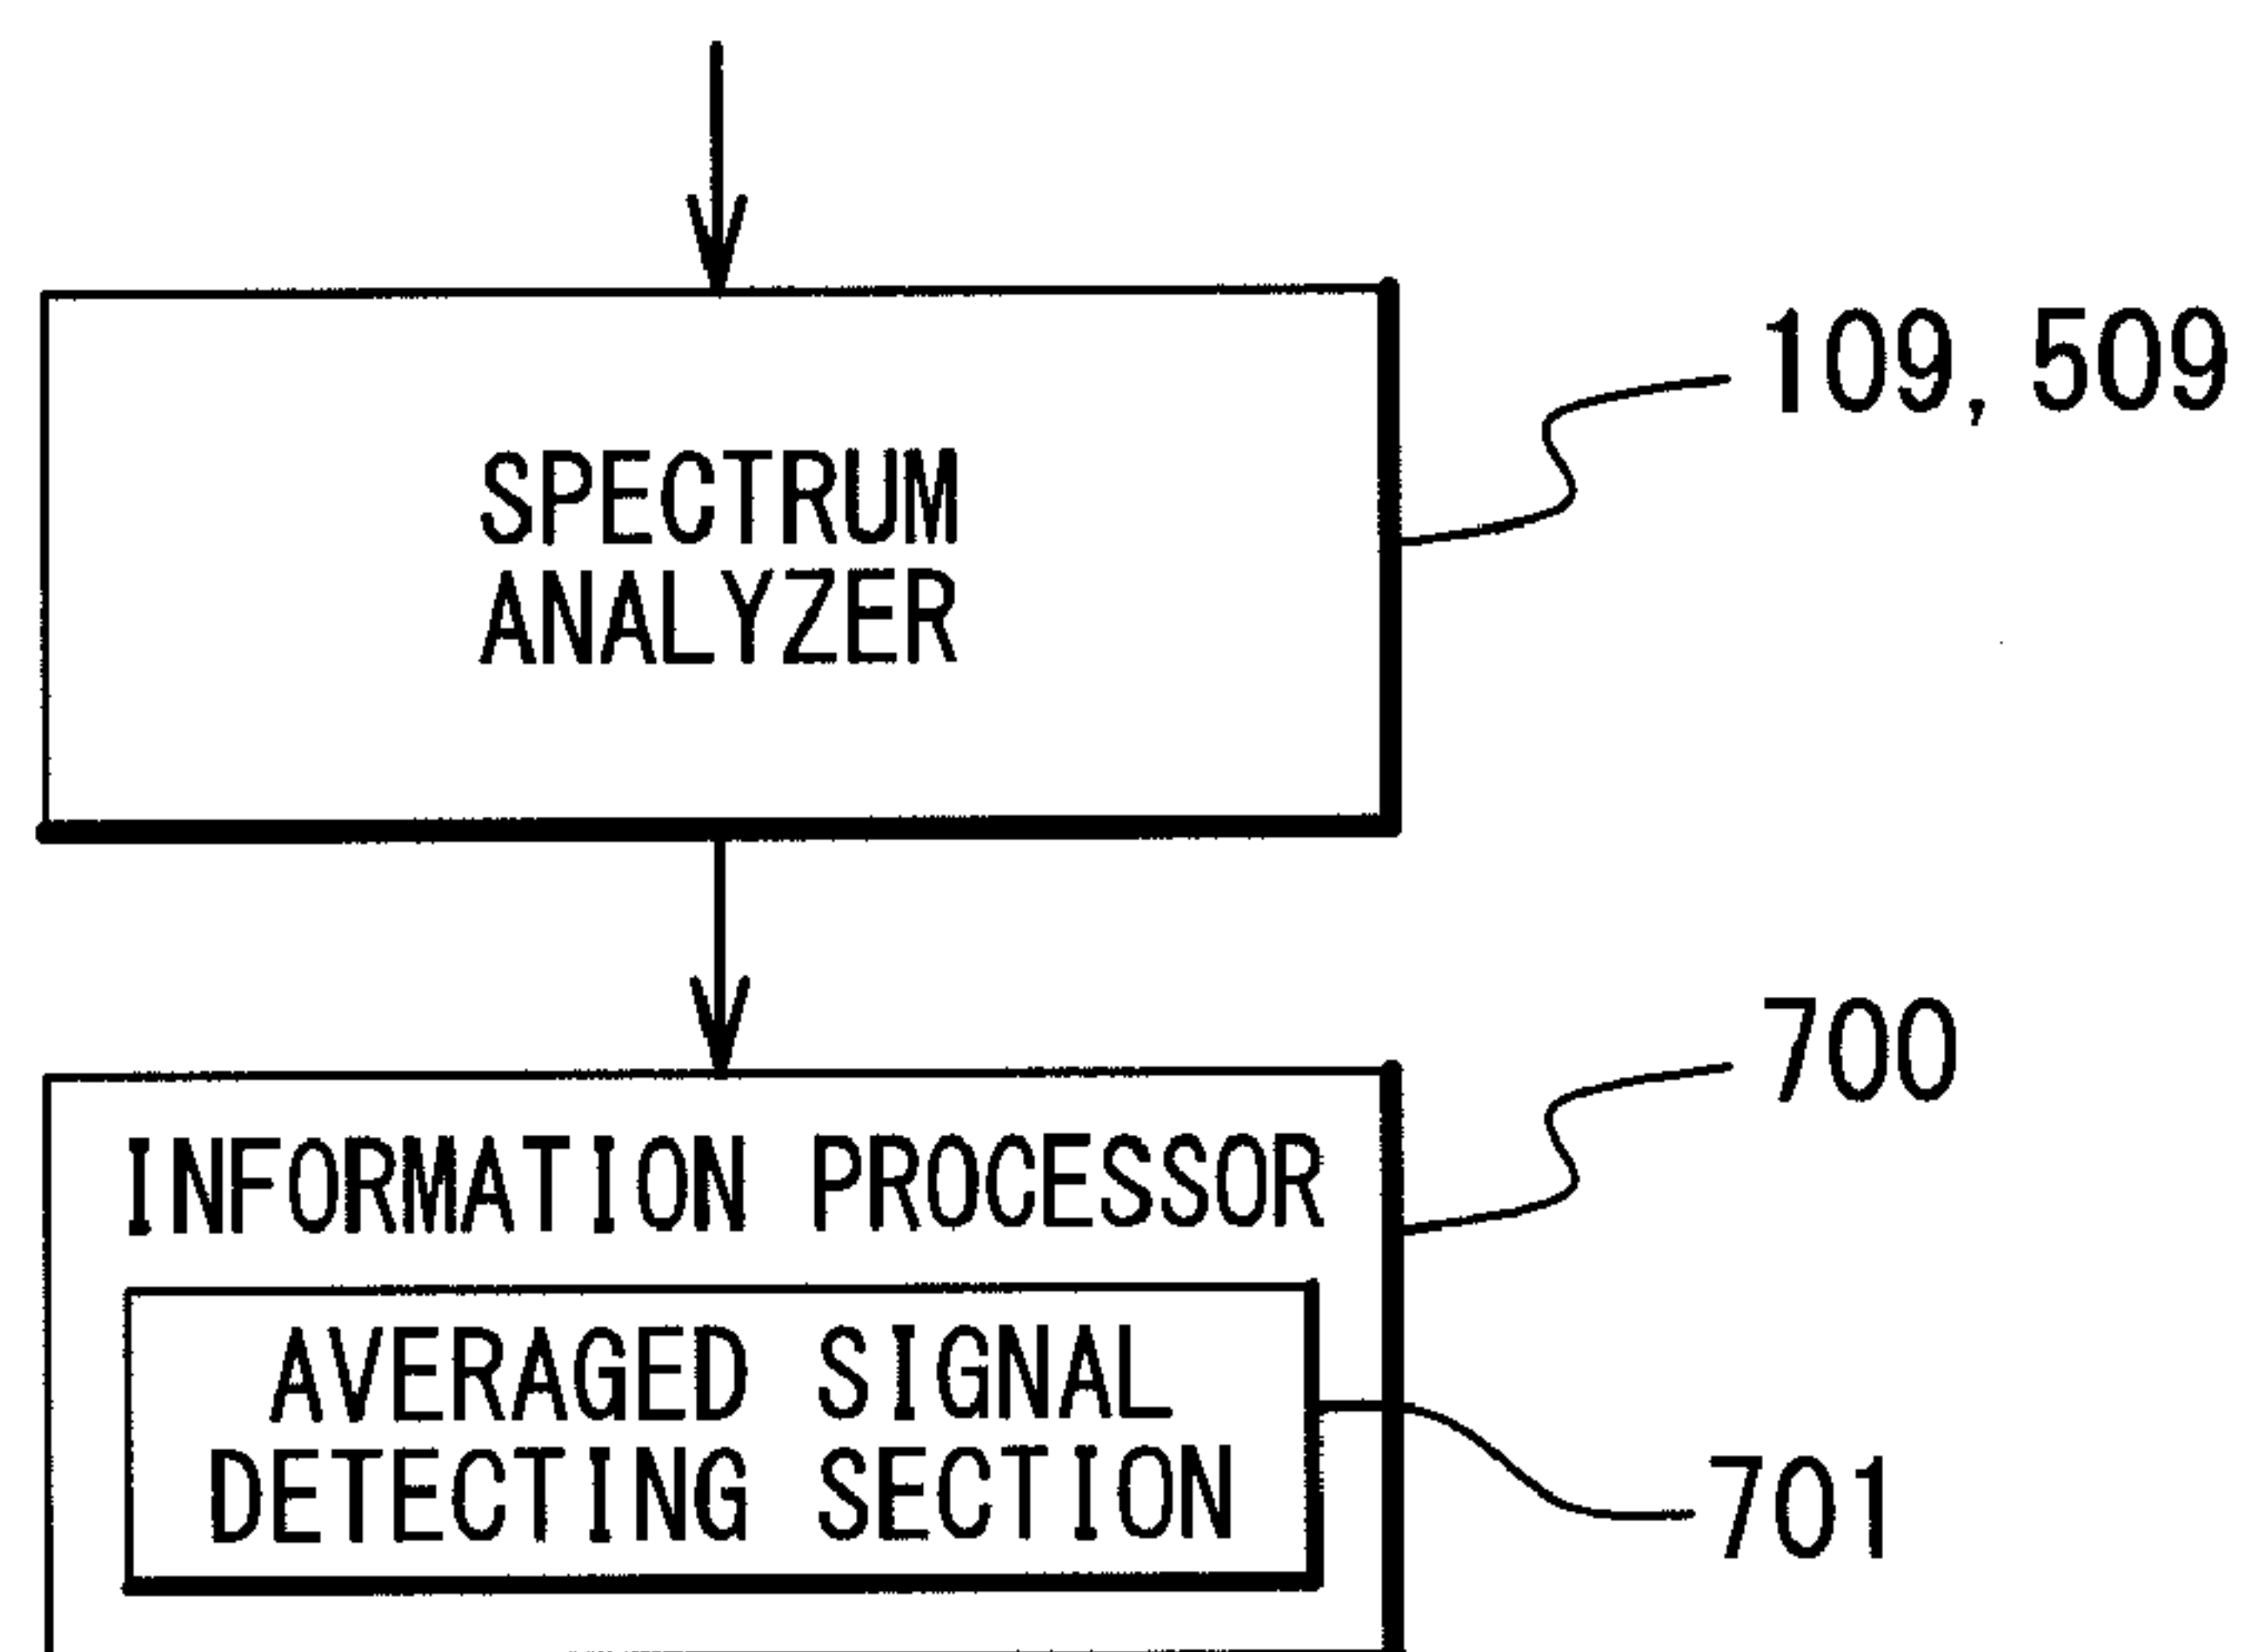 SPECTRUM
ANALYZER
109, 509
INFORMATION PROCESSOR
700
AVERAGED SIGNAL
DETECTING SECTION
701